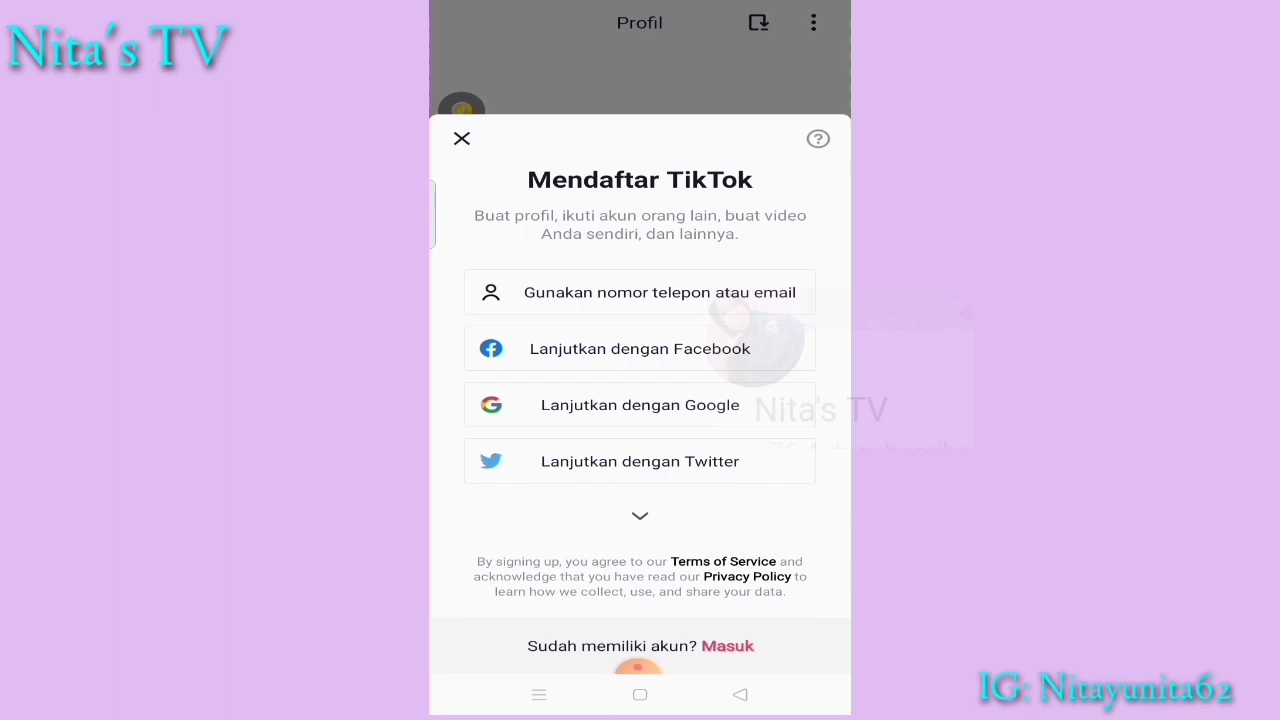 Nita's TV
Profil
Mendaftar TikTok
Buat profil, ikuti akun orang lain, buat video
Anda sendiri, dan lainnya.
Gunakan nomor telepon atau email
Lanjutkan dengan Facebook
Lanjutkan dengan Google
Nita's TV
Lanjutkan dengan Twitter
By signing up, you agree to our Terms of Service and
acknowledge that you have read our Privacy Policy to
learn how we collect, use, and share your data.
Sudah memiliki akun? Masuk
IG: Nitayunita62